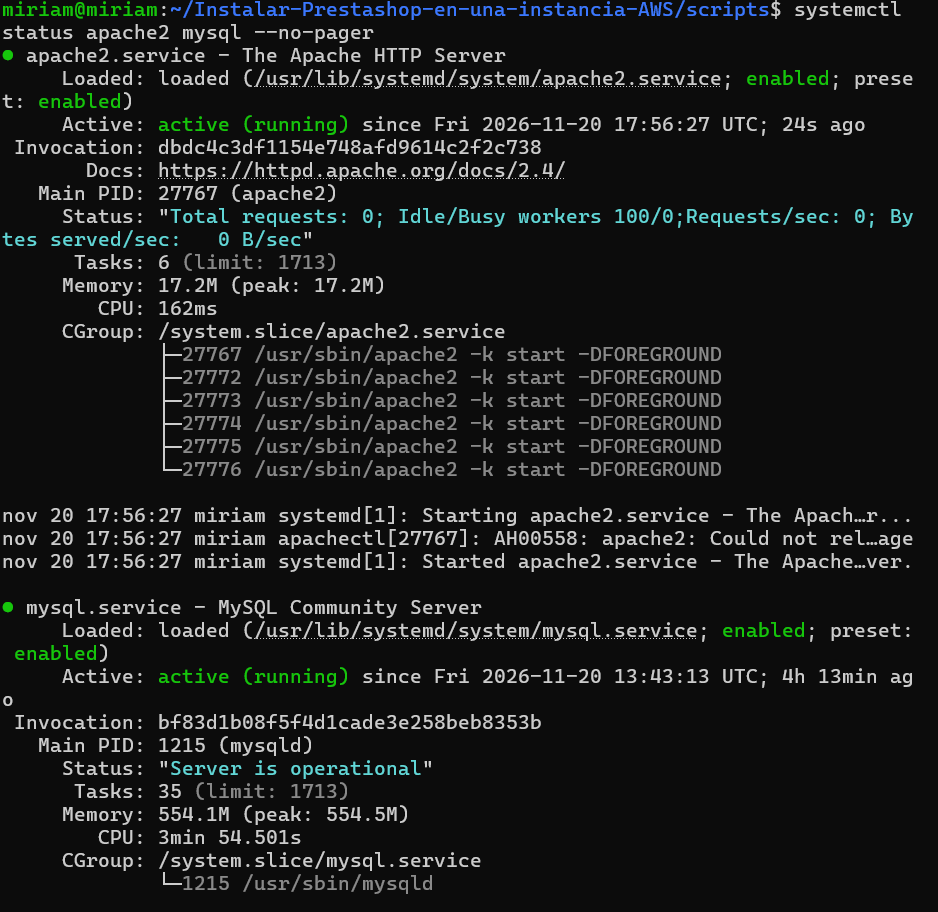 miriam@miriam:~/Instalar-Prestashop-en-una-instancia-AWS/scripts$ systemctl
status apache2 mysql --no-pager
● apache2.service - The Apache HTTP Server
     Loaded: loaded (/usr/lib/systemd/system/apache2.service; enabled; prese
t: enabled)
     Active: active (running) since Fri 2026-11-20 17:56:27 UTC; 24s ago
 Invocation: dbdc4c3df1154e748afd9614c2f2c738
       Docs: https://httpd.apache.org/docs/2.4/
   Main PID: 27767 (apache2)
     Status: "Total requests: 0; Idle/Busy workers 100/0;Requests/sec: 0; By
tes served/sec:   0 B/sec"
      Tasks: 6 (limit: 1713)
     Memory: 17.2M (peak: 17.2M)
        CPU: 162ms
     CGroup: /system.slice/apache2.service
             ├─27767 /usr/sbin/apache2 -k start -DFOREGROUND
             ├─27772 /usr/sbin/apache2 -k start -DFOREGROUND
             ├─27773 /usr/sbin/apache2 -k start -DFOREGROUND
             ├─27774 /usr/sbin/apache2 -k start -DFOREGROUND
             ├─27775 /usr/sbin/apache2 -k start -DFOREGROUND
             └─27776 /usr/sbin/apache2 -k start -DFOREGROUND

nov 20 17:56:27 miriam systemd[1]: Starting apache2.service - The Apach…r...
nov 20 17:56:27 miriam apachectl[27767]: AH00558: apache2: Could not rel…age
nov 20 17:56:27 miriam systemd[1]: Started apache2.service - The Apache…ver.

● mysql.service - MySQL Community Server
     Loaded: loaded (/usr/lib/systemd/system/mysql.service; enabled; preset:
 enabled)
     Active: active (running) since Fri 2026-11-20 13:43:13 UTC; 4h 13min ag
o
 Invocation: bf83d1b08f5f4d1cade3e258beb8353b
   Main PID: 1215 (mysqld)
     Status: "Server is operational"
      Tasks: 35 (limit: 1713)
     Memory: 554.1M (peak: 554.5M)
        CPU: 3min 54.501s
     CGroup: /system.slice/mysql.service
             └─1215 /usr/sbin/mysqld